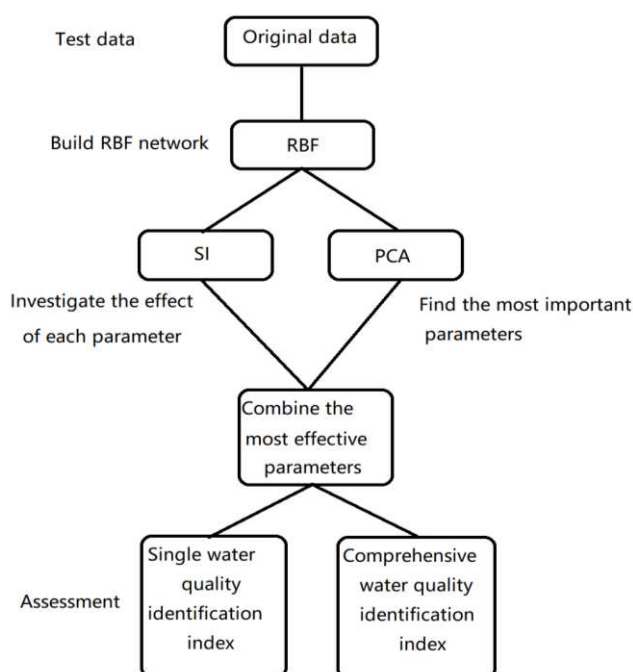 Test data
Original data
Build RBF network
RBF
SI
PCA
Investigate the effect
of each parameter
Find the most important
parameters
Combine the
most effective
parameters
Assessment
Single water
quality
identification
index
Comprehensive
water quality
identification
index